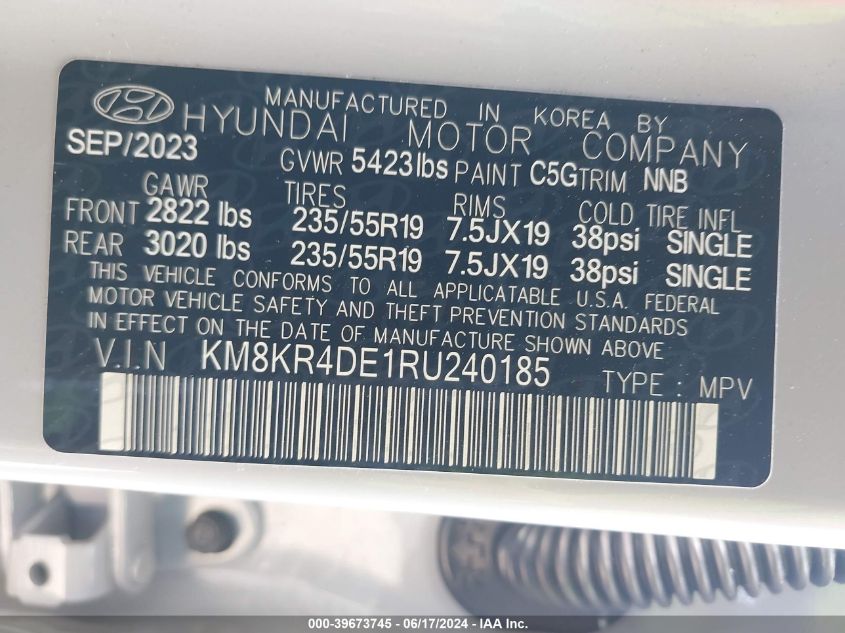 MANUFACTURED IN KOREA BY
HYUNDAI MOTOR COMPANY
SEP/2023 GVWR 5423 lbs PAINT C5G TRIM NNB
GAWR TIRES RIMS COLD TIRE INFL
FRONT 2822 lbs 235/55R19 7.5JX19 38psi SINGLE
REAR 3020 lbs 235/55R19 7.5JX19 38psi SINGLE
THIS VEHICLE CONFORMS TO ALL APPLICATABLE U.S.A. FEDERAL
MOTOR VEHICLE SAFETY AND THEFT PREVENTION STANDARDS
IN EFFECT ON THE DATE OF MANUFACTURE SHOWN ABOVE
V.I.N KM8KR4DE1RU240185 TYPE : MPV
000-39673745 - 06/17/2024 - IAA, Inc.